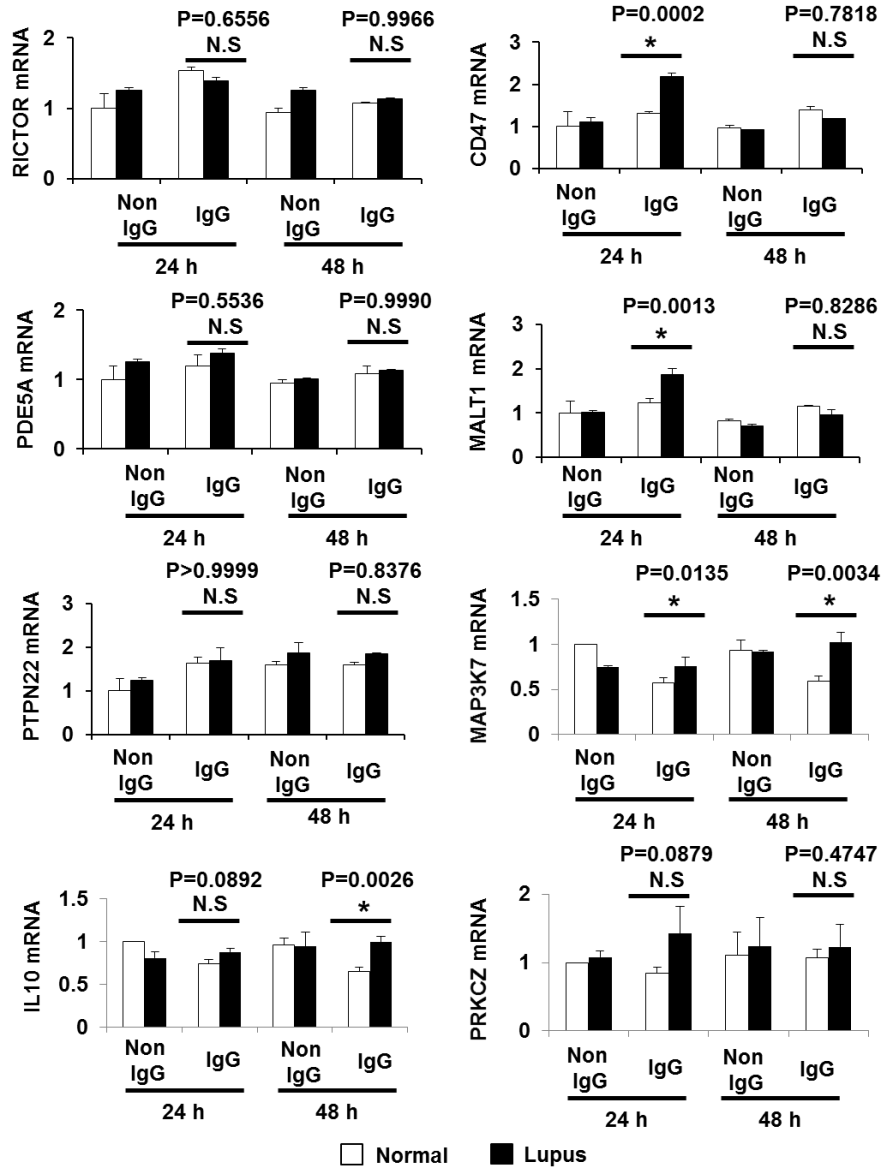 P=0.6556 P=0.9966
N.S N.S
RICTOR mRNA
2
1
0
Non IgG IgG Non IgG IgG
24 h 48 h
P=0.0002 P=0.7818
* N.S
CD47 mRNA
3
2
1
0
Non IgG IgG Non IgG IgG
24 h 48 h
P=0.5536 P=0.9990
N.S N.S
PDE5A mRNA
2
1
0
Non IgG IgG Non IgG IgG
24 h 48 h
P=0.0013 P=0.8286
* N.S
MALT1 mRNA
3
2
1
0
Non IgG IgG Non IgG IgG
24 h 48 h
P>0.9999 P=0.8376
N.S N.S
PTPN22 mRNA
3
2
1
0
Non IgG IgG Non IgG IgG
24 h 48 h
P=0.0135 P=0.0034
* *
MAP3K7 mRNA
1.5
1
0.5
0
Non IgG IgG Non IgG IgG
24 h 48 h
P=0.0892 P=0.0026
N.S *
IL10 mRNA
1.5
1
0.5
0
Non IgG IgG Non IgG IgG
24 h 48 h
P=0.0879 P=0.4747
N.S N.S
PRKCZ mRNA
2
1
0
Non IgG IgG Non IgG IgG
24 h 48 h
Normal Lupus